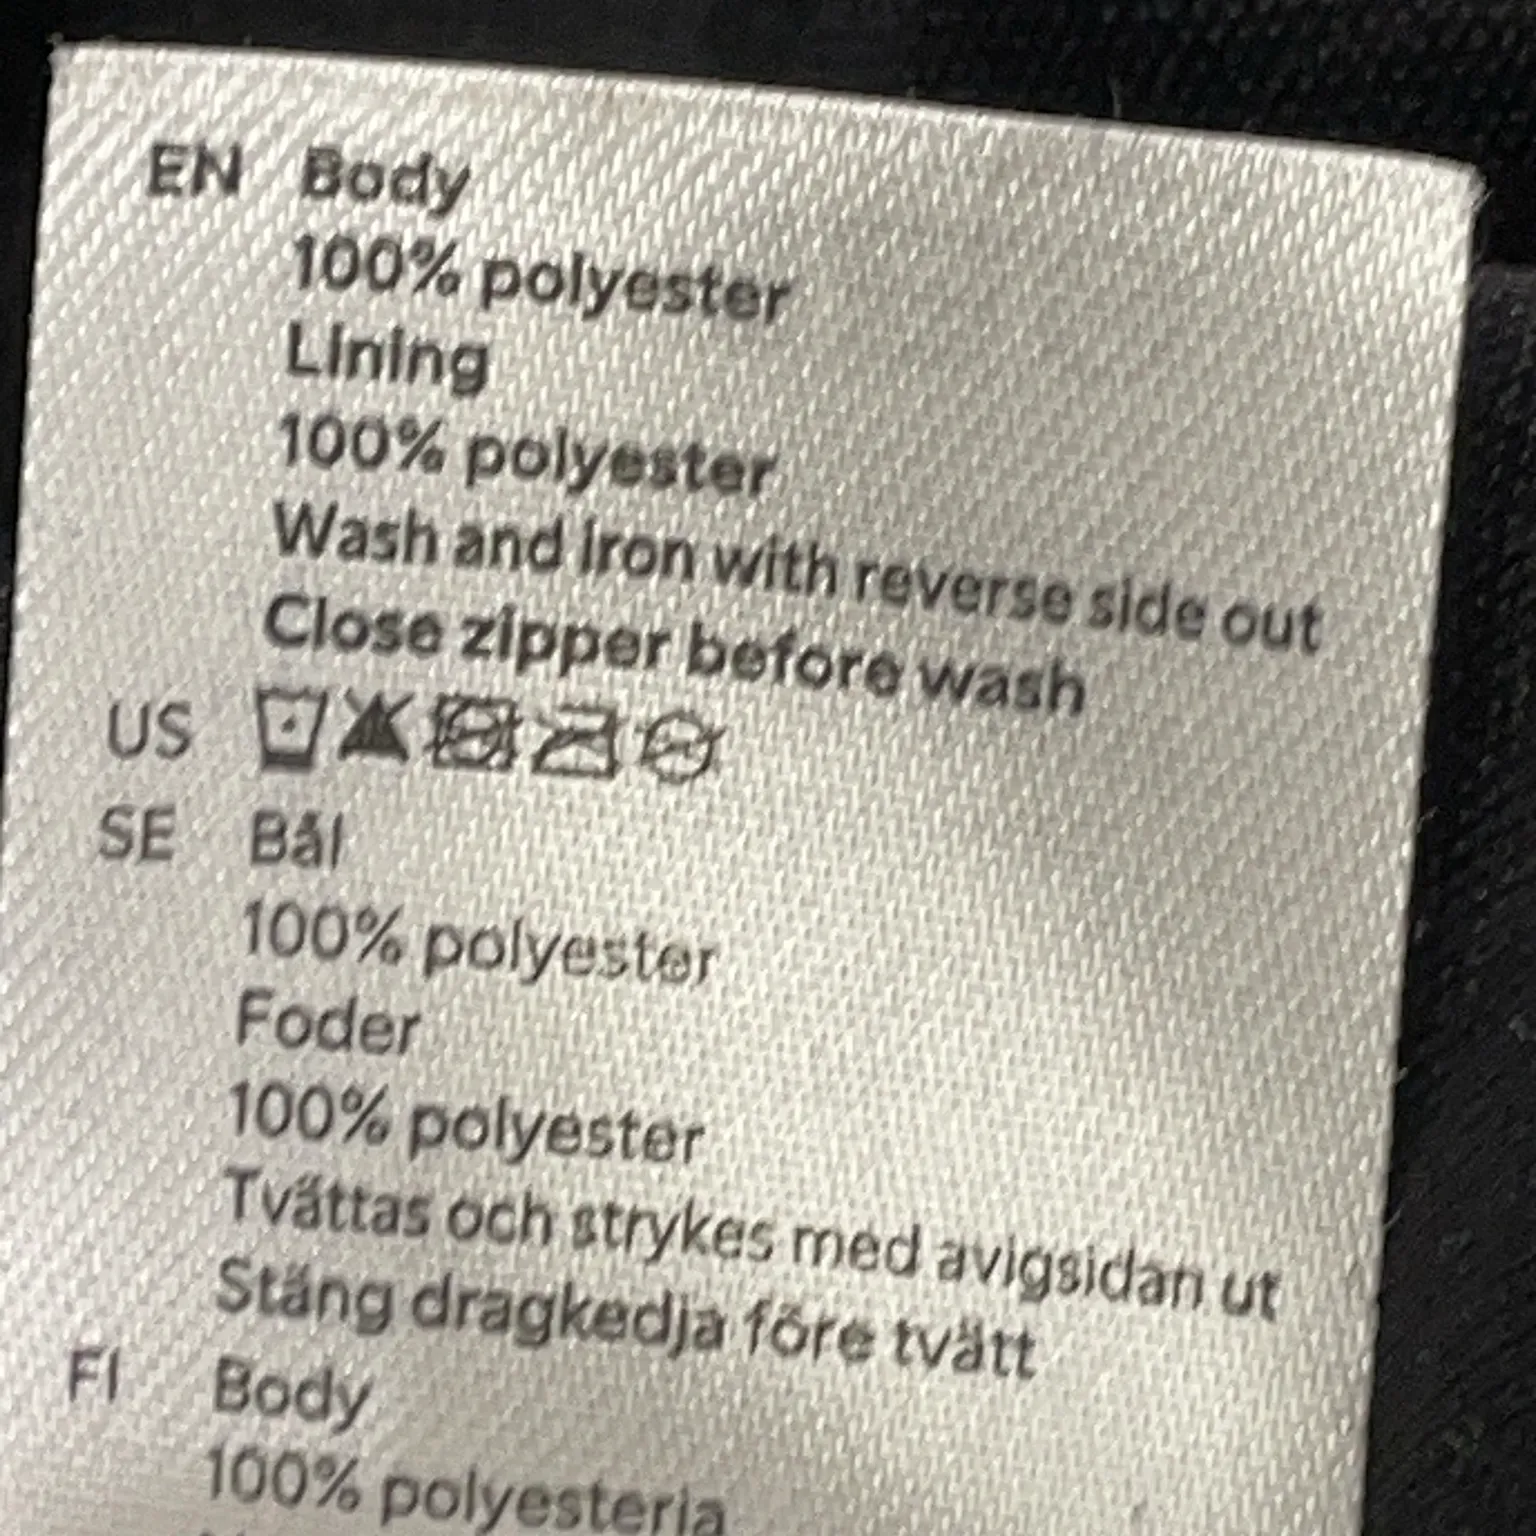 EN Body
100% polyester
Lining
100% polyester
Wash and iron with reverse side out
Close zipper before wash
US
SE Bål
100% polyester
Foder
100% polyester
Tvättas och strykes med avigsidan ut
Stäng dragkedja före tvätt
FI Body
100% polyesteria